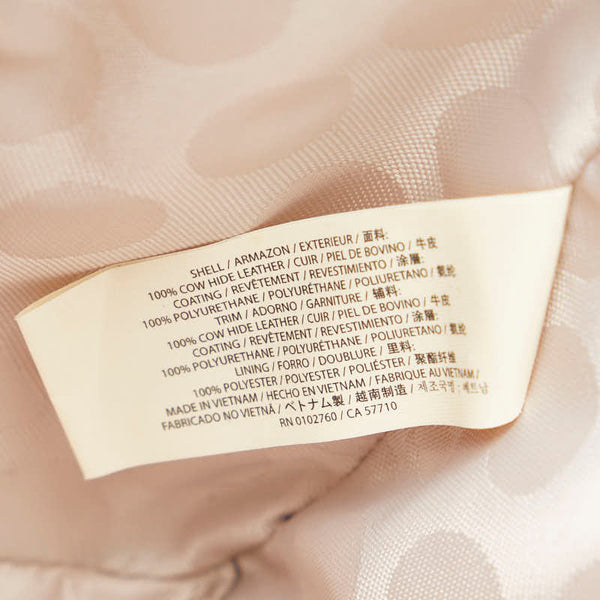 SHELL / ARMAZON / EXTERIEUR / 面料:
100% COW HIDE LEATHER / CUIR / PIEL DE BOVINO / 牛皮
COATING / REVÊTEMENT / REVESTIMIENTO / 涂層:
100% POLYURETHANE / POLYURÉTHANE / POLIURETANO / 氨纶
TRIM / ADORNO / GARNITURE / 辅料:
100% COW HIDE LEATHER / CUIR / PIEL DE BOVINO / 牛皮
COATING / REVÊTEMENT / REVESTIMIENTO / 涂層:
100% POLYURETHANE / POLYURÉTHANE / POLIURETANO / 氨纶
LINING / FORRO / DOUBLURE / 里料:
100% POLYESTER / POLYESTER / POLIÉSTER / 聚酯纤维
MADE IN VIETNAM / HECHO EN VIETNAM / FABRIQUE AU VIETNAM /
FABRICADO NO VIETNÃ / ベトナム製 / 越南制造 / 제조국명 : 베트남
RN 0102760 / CA 57710